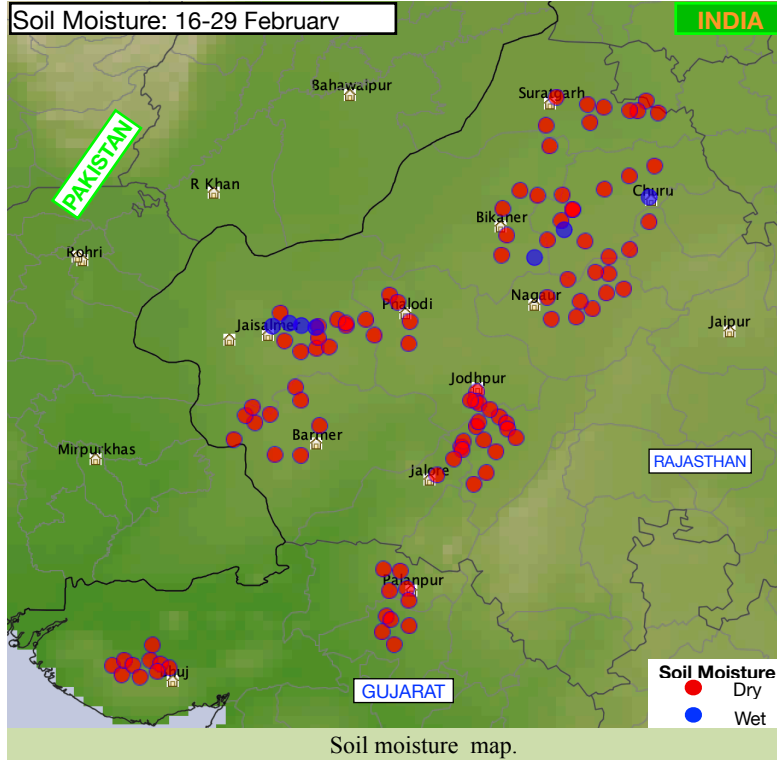 Soil Moisture: 16-29 February
INDIA
Bahawalpur
Suratgarh
PAKISTAN
R Khan
Churu
Bikaner
Rohri
Phalodi
Nagaur
Jaisalmer
Jaipur
Jodhpur
Barmer
Mirpurkhas
RAJASTHAN
Jalore
Palanpur
Bhuj
GUJARAT
Soil Moisture
Dry
Wet
Soil moisture map.